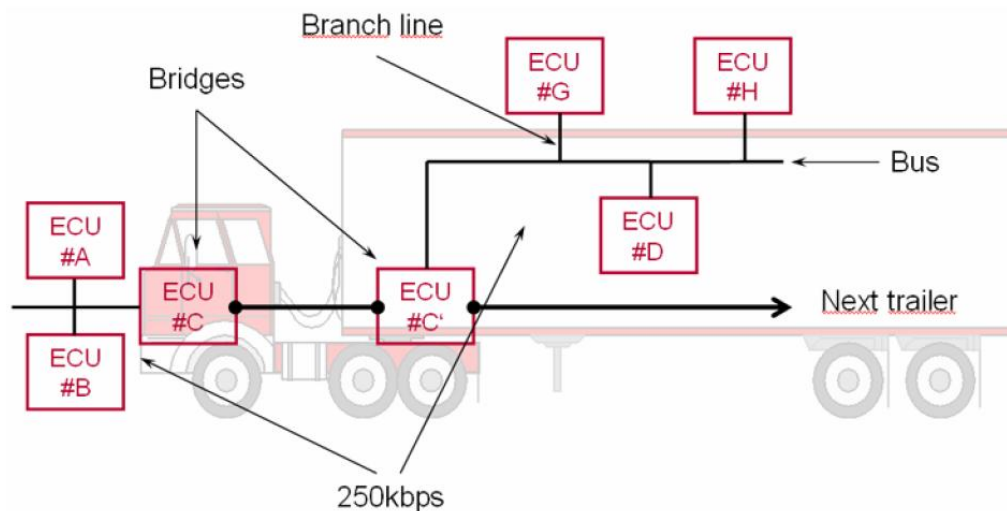 Branch line
ECU
#G
ECU
#H
Bridges
Bus
ECU
#A
ECU
#D
ECU
#C
ECU
#C'
Next trailer
ECU
#B
250kbps